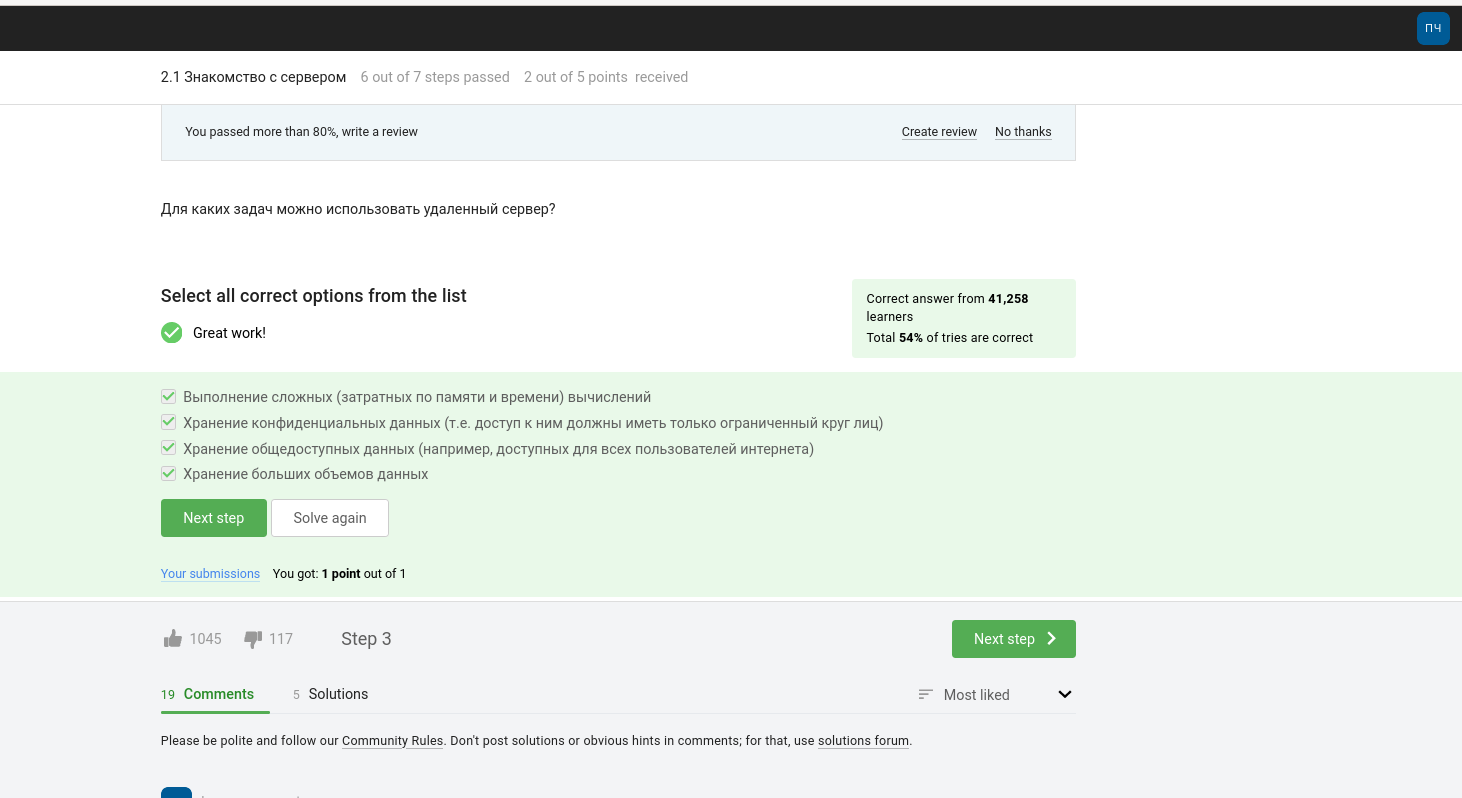 ПЧ
2.1 Знакомство с сервером 6 out of 7 steps passed 2 out of 5 points received
You passed more than 80%, write a review Create review No thanks
Для каких задач можно использовать удаленный сервер?
Select all correct options from the list
Great work!
Correct answer from 41,258
learners
Total 54% of tries are correct
Выполнение сложных (затратных по памяти и времени) вычислений
Хранение конфиденциальных данных (т.е. доступ к ним должны иметь только ограниченный круг лиц)
Хранение общедоступных данных (например, доступных для всех пользователей интернета)
Хранение больших объемов данных
Next step Solve again
Your submissions You got: 1 point out of 1
1045 117 Step 3 Next step
19 Comments 5 Solutions Most liked
Please be polite and follow our Community Rules. Don't post solutions or obvious hints in comments; for that, use solutions forum.